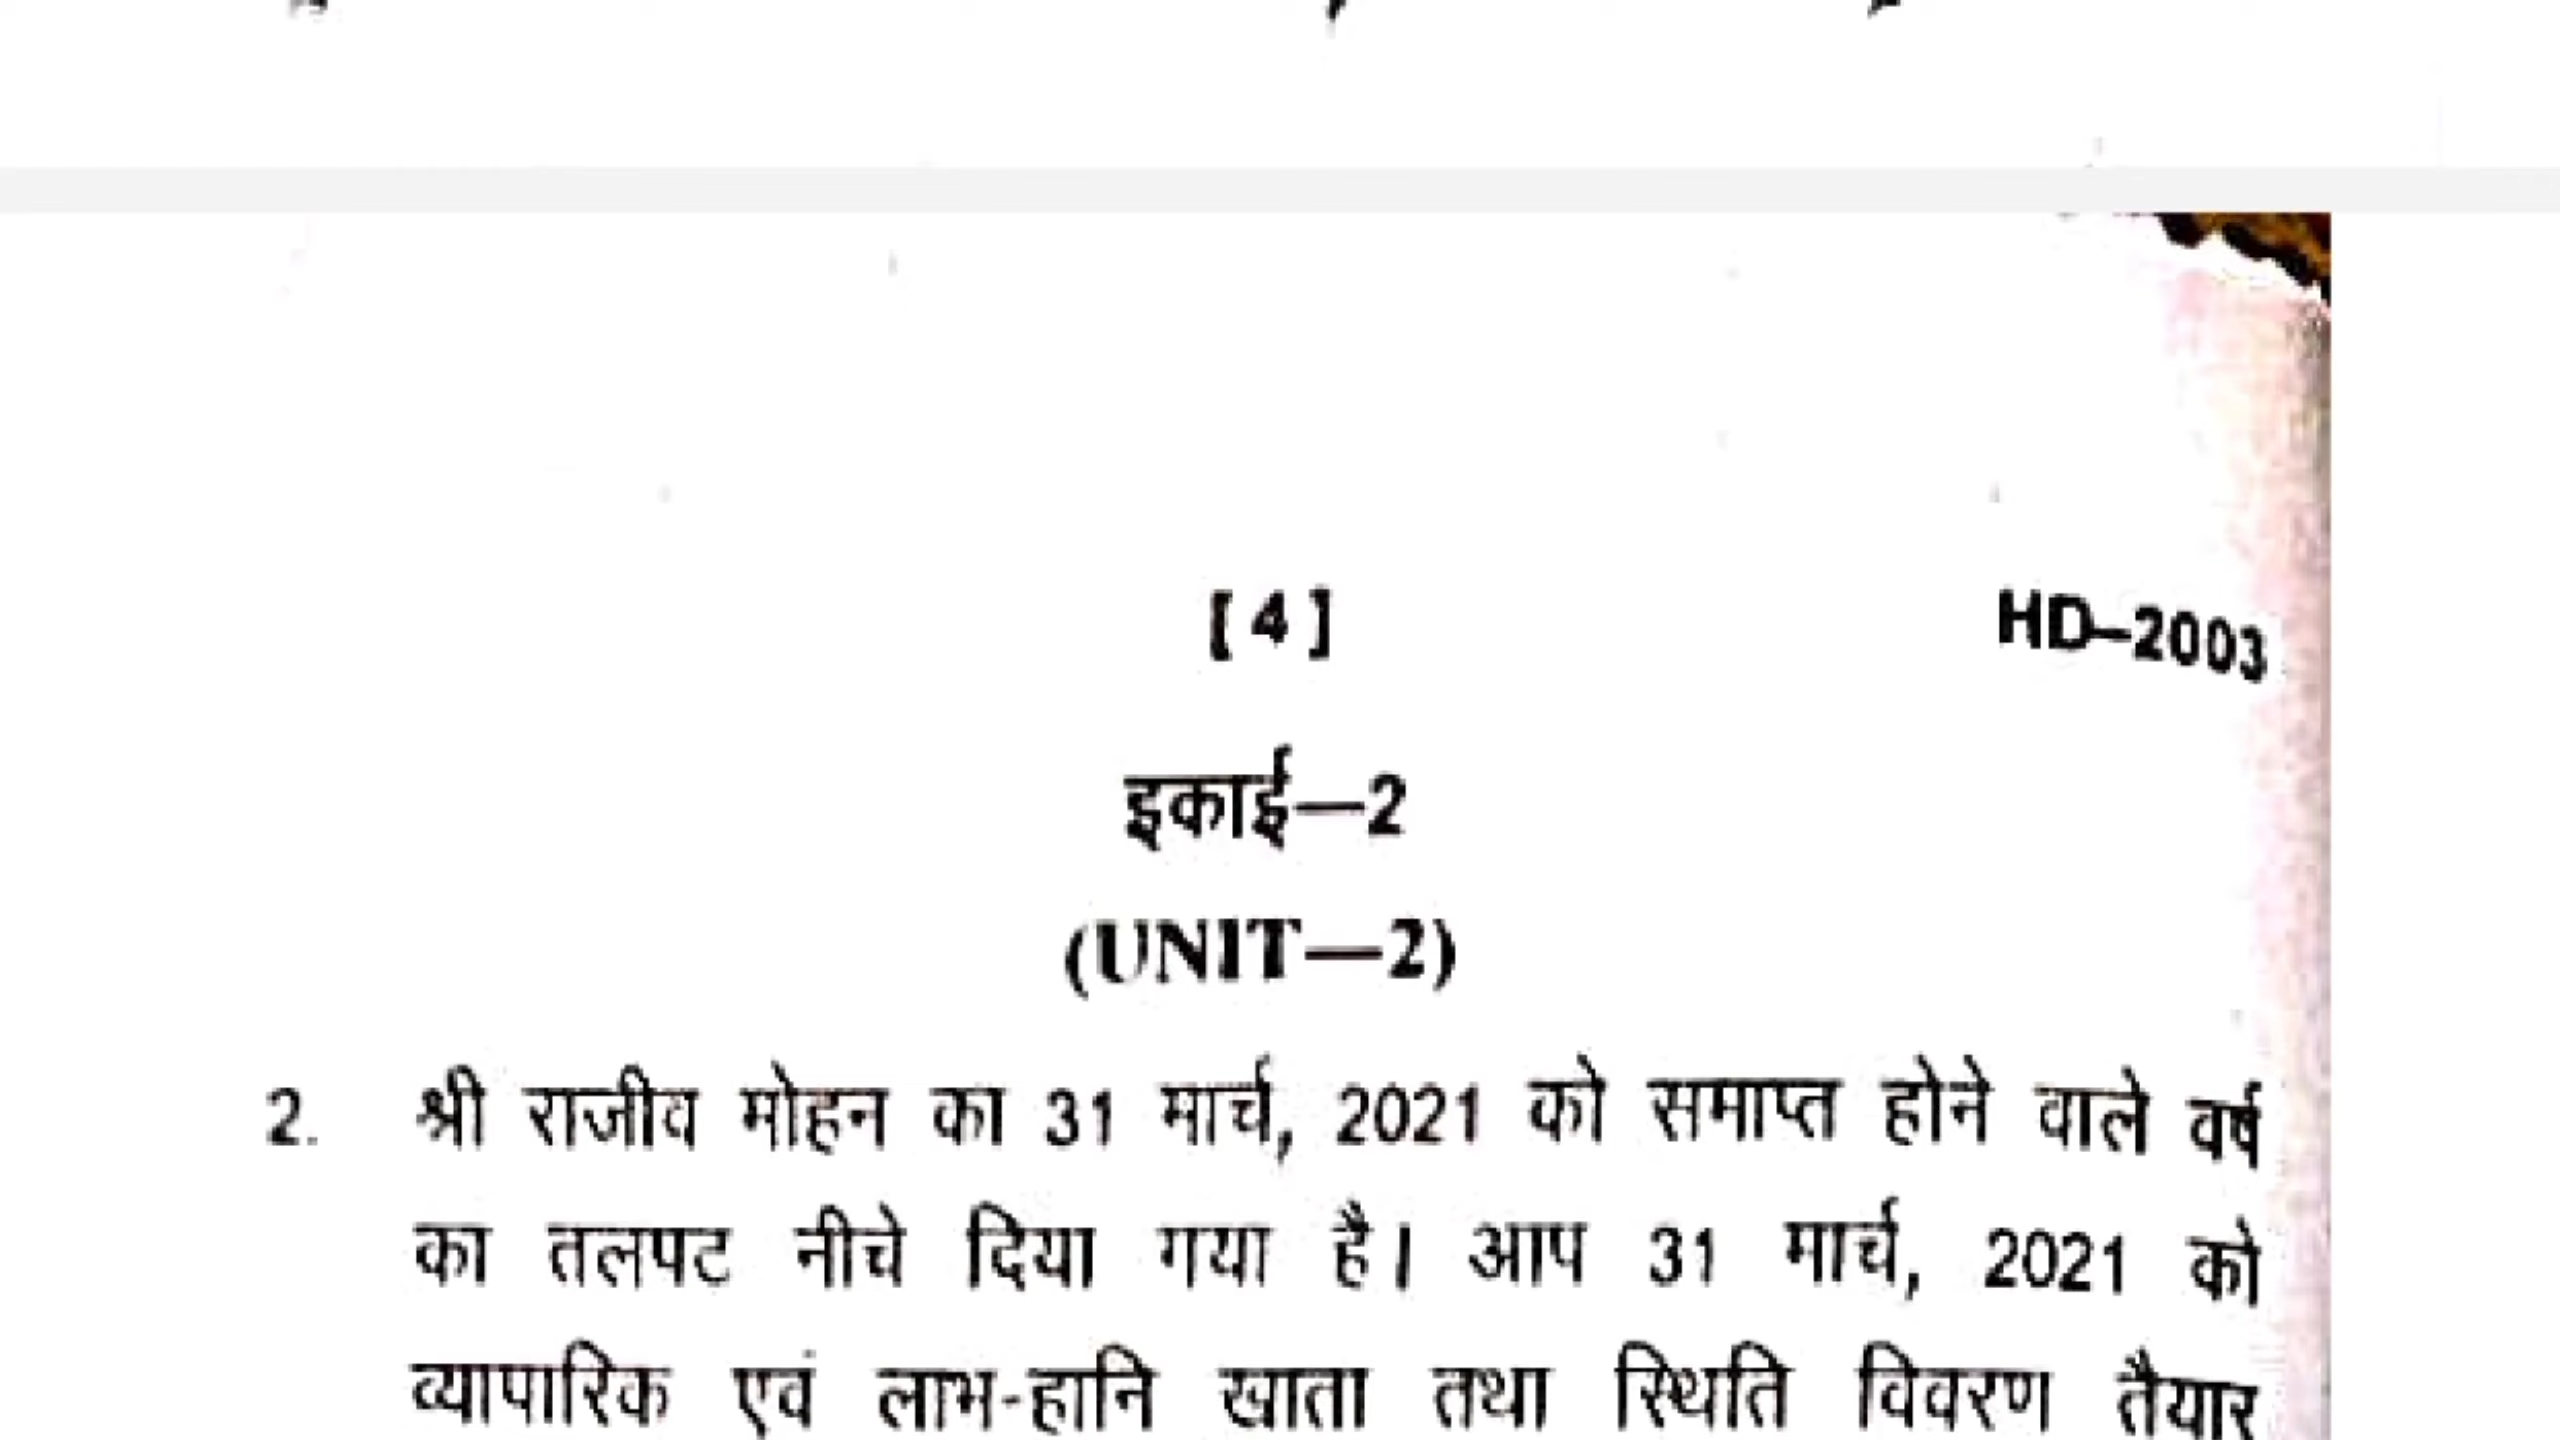 [ 4 ]
HD–2003
इकाई—2
(UNIT—2)
2. श्री राजीव मोहन का 31 मार्च, 2021 को समाप्त होने वाले वर्ष
का तलपट नीचे दिया गया है। आप 31 मार्च, 2021 को
व्यापारिक एवं लाभ-हानि खाता तथा स्थिति विवरण तैयार